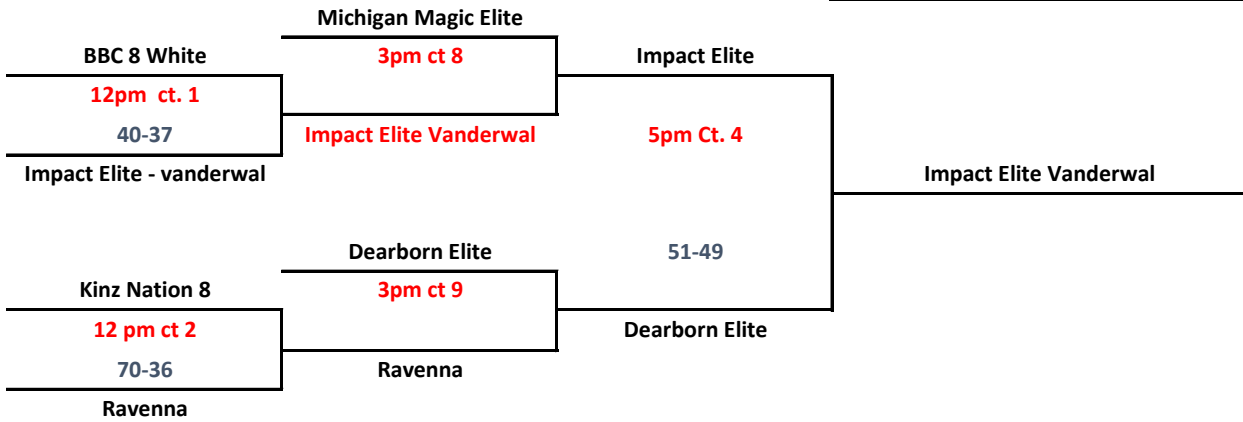 Michigan Magic Elite
BBC 8 White
3pm ct 8
Impact Elite
12pm  ct. 1
40-37
Impact Elite Vanderwal
5pm Ct. 4
Impact Elite - vanderwal
Impact Elite Vanderwal
Dearborn Elite
51-49
Kinz Nation 8
3pm ct 9
12 pm ct 2
Dearborn Elite
70-36
Ravenna
Ravenna